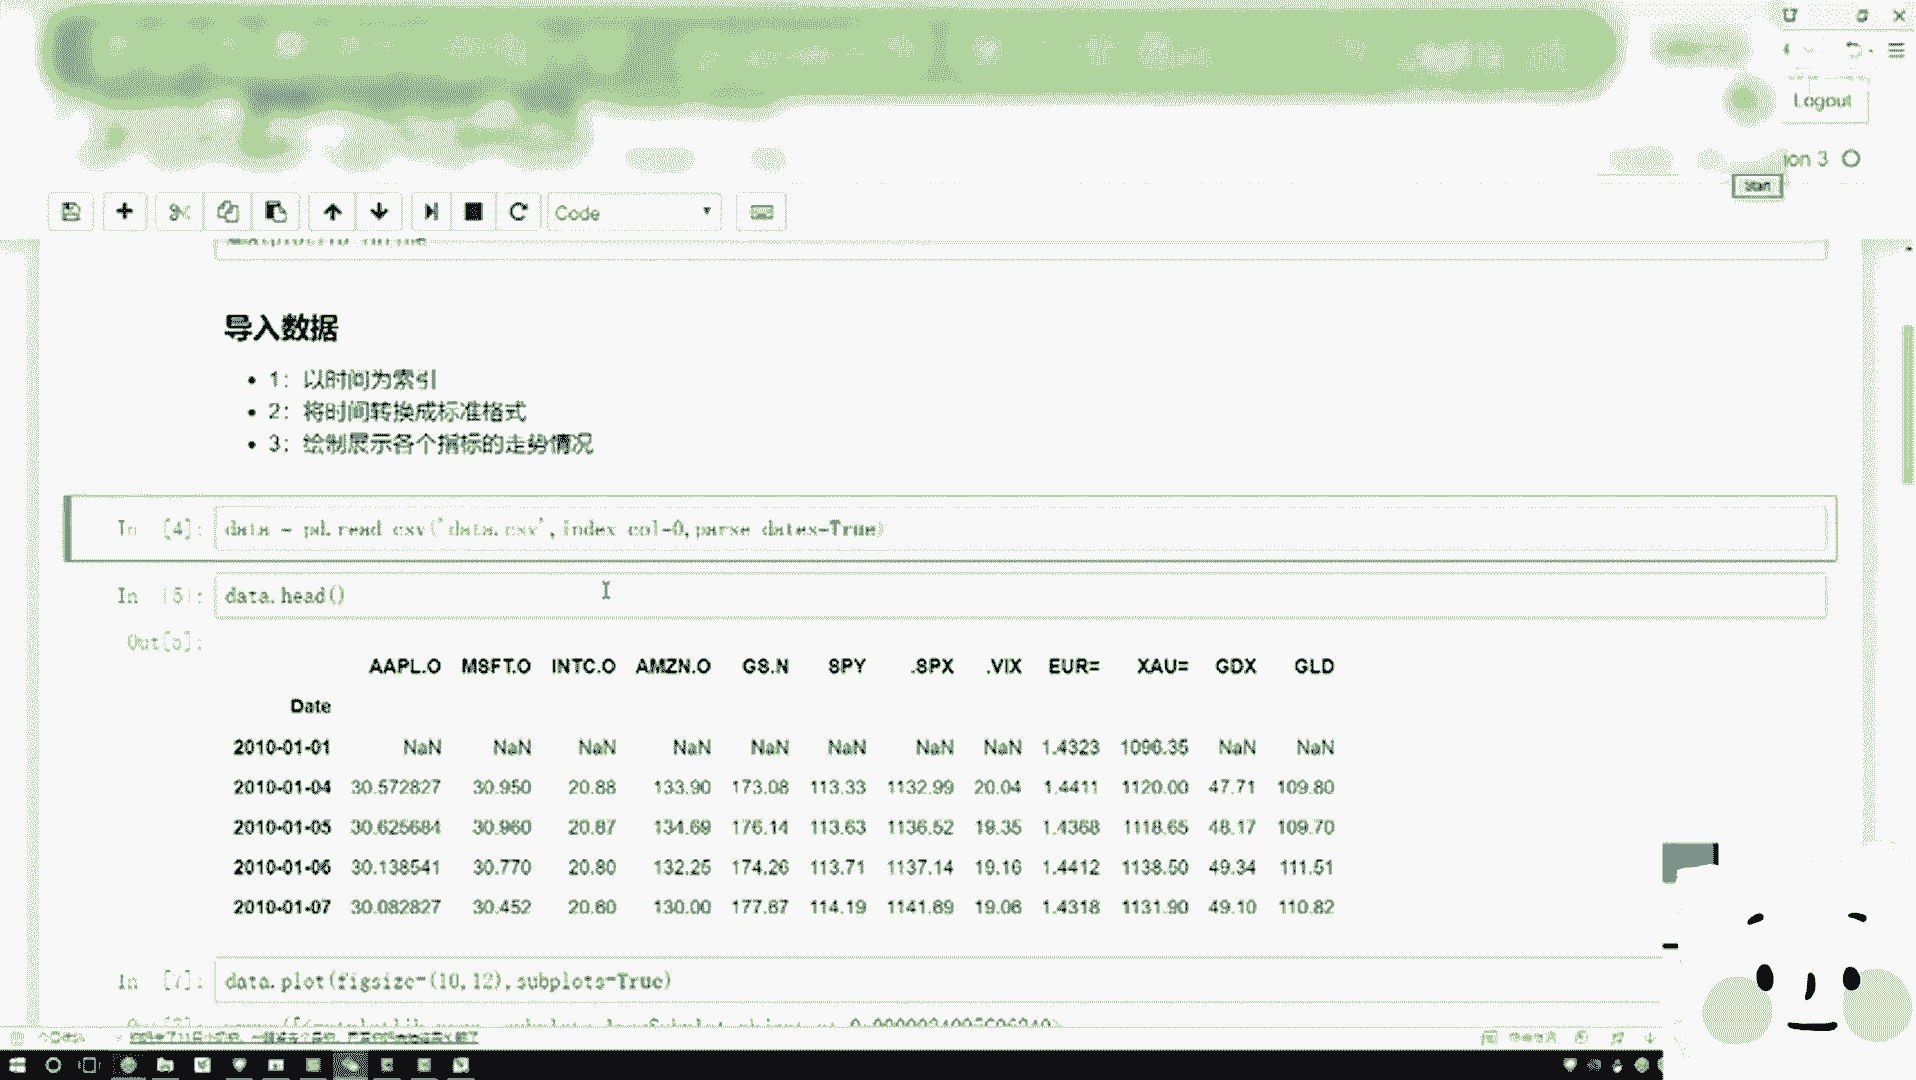 Logout
ion 3
Start
Code
导入数据
1：以时间为索引
2：将时间转换成标准格式
3：绘制展示各个指标的走势情况
In [4]: data = pd.read_csv('data.csv',index_col=0,parse_dates=True)
In [5]: data.head()
Out[5]:
AAPL.O MSFT.O INTC.O AMZN.O GS.N SPY .SPX .VIX EUR= XAU= GDX GLD
Date
2010-01-01 NaN NaN NaN NaN NaN NaN NaN NaN 1.4323 1096.35 NaN NaN
2010-01-04 30.572827 30.950 20.88 133.90 173.08 113.33 1132.99 20.04 1.4411 1120.00 47.71 109.80
2010-01-05 30.625684 30.960 20.87 134.69 176.14 113.63 1136.52 19.35 1.4368 1118.65 48.17 109.70
2010-01-06 30.138541 30.770 20.80 132.25 174.26 113.71 1137.14 19.16 1.4412 1138.50 49.34 111.51
2010-01-07 30.082827 30.452 20.60 130.00 177.67 114.19 1141.69 19.06 1.4318 1131.90 49.10 110.82
In [7]: data.plot(figsize=(10,12),subplots=True)